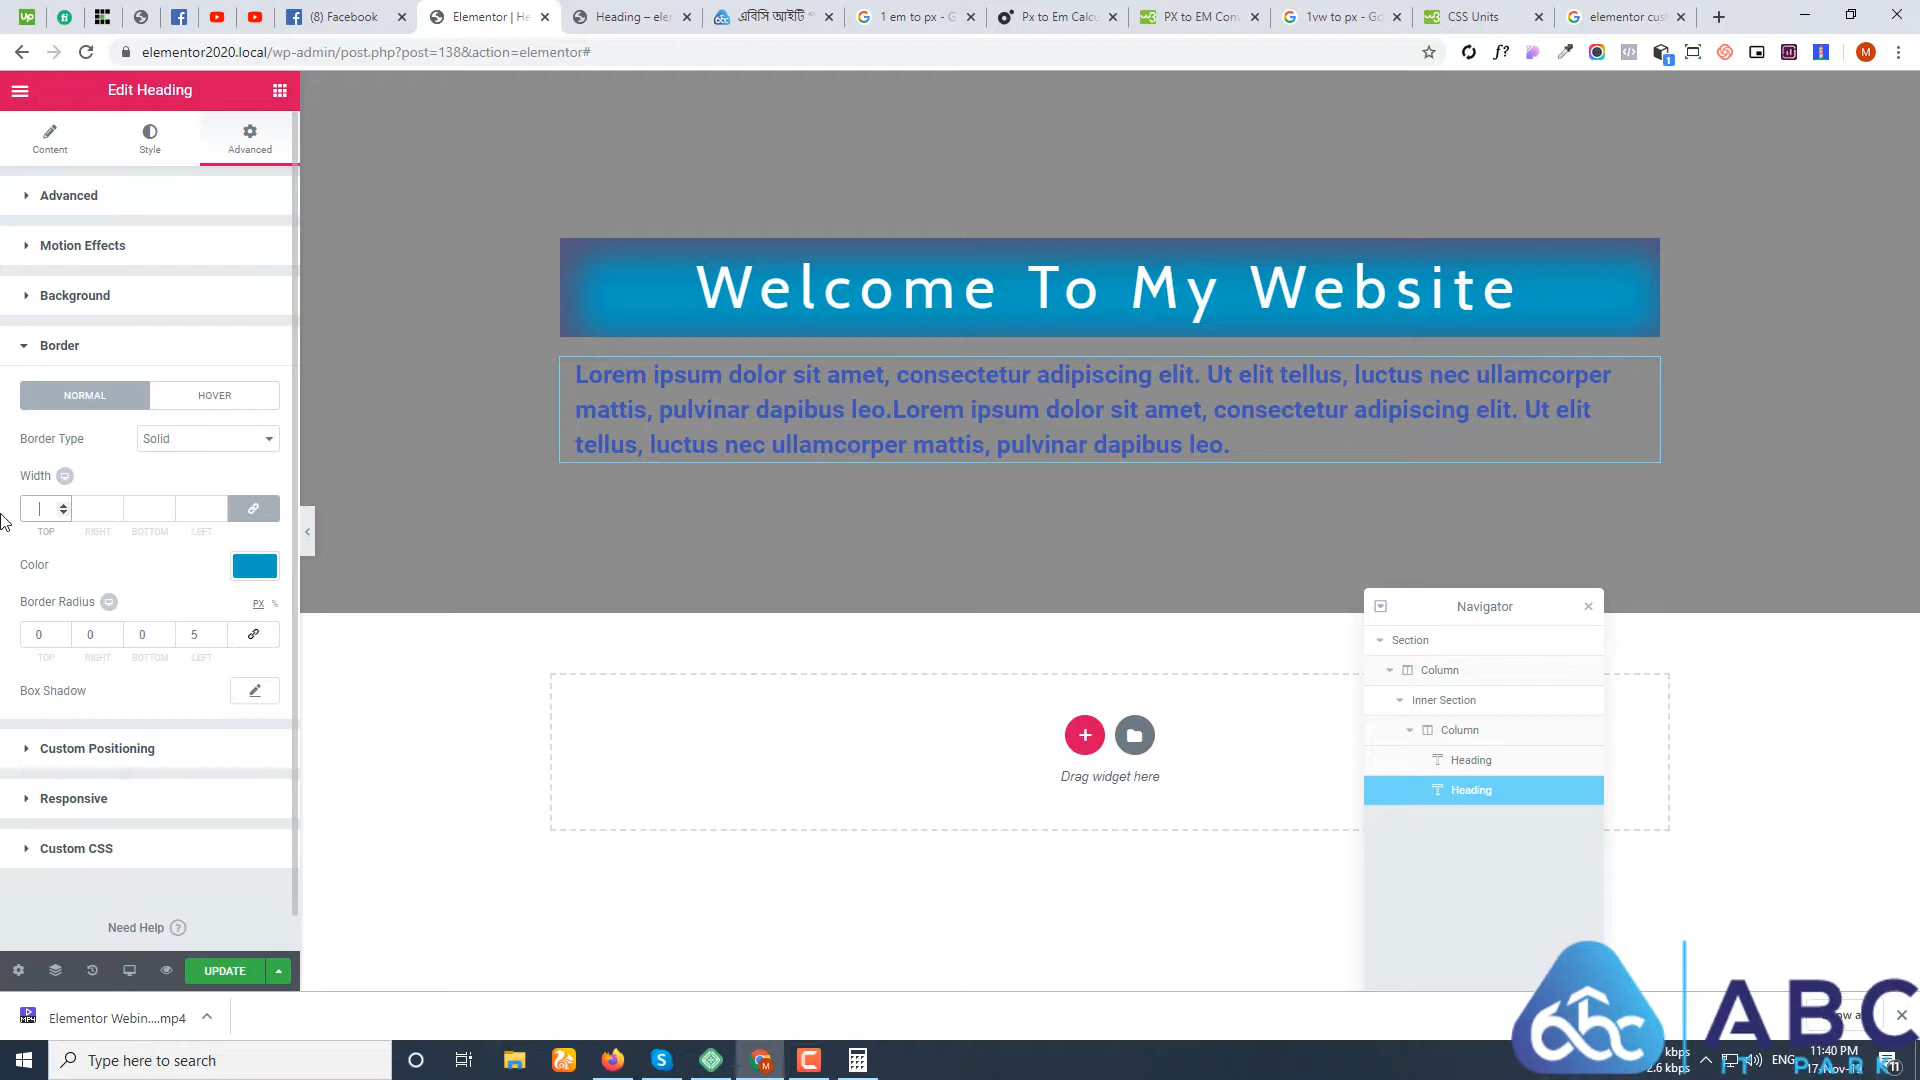 (8) Facebook
Elementor | He
Heading – elem
এবিসি আইটি
1 em to px - G
Px to Em Calcu
PX to EM Con
1vw to px - Go
CSS Units
elementor cus
elementor2020.local/wp-admin/post.php?post=138&action=elementor#
Edit Heading
Content
Style
Advanced
Advanced
Motion Effects
Background
Border
NORMAL
HOVER
Border Type
Solid
Width
TOP
RIGHT
BOTTOM
LEFT
Color
Border Radius
PX
%
0
0
0
5
TOP
RIGHT
BOTTOM
LEFT
Box Shadow
Custom Positioning
Responsive
Custom CSS
Need Help
UPDATE
Welcome To My Website
Lorem ipsum dolor sit amet, consectetur adipiscing elit. Ut elit tellus, luctus nec ullamcorper
mattis, pulvinar dapibus leo.Lorem ipsum dolor sit amet, consectetur adipiscing elit. Ut elit
tellus, luctus nec ullamcorper mattis, pulvinar dapibus leo.
Drag widget here
Navigator
Section
Column
Inner Section
Column
Heading
Heading
Elementor Webin....mp4
Type here to search
ENG
11:40 PM
abc
ABC
IT PARK